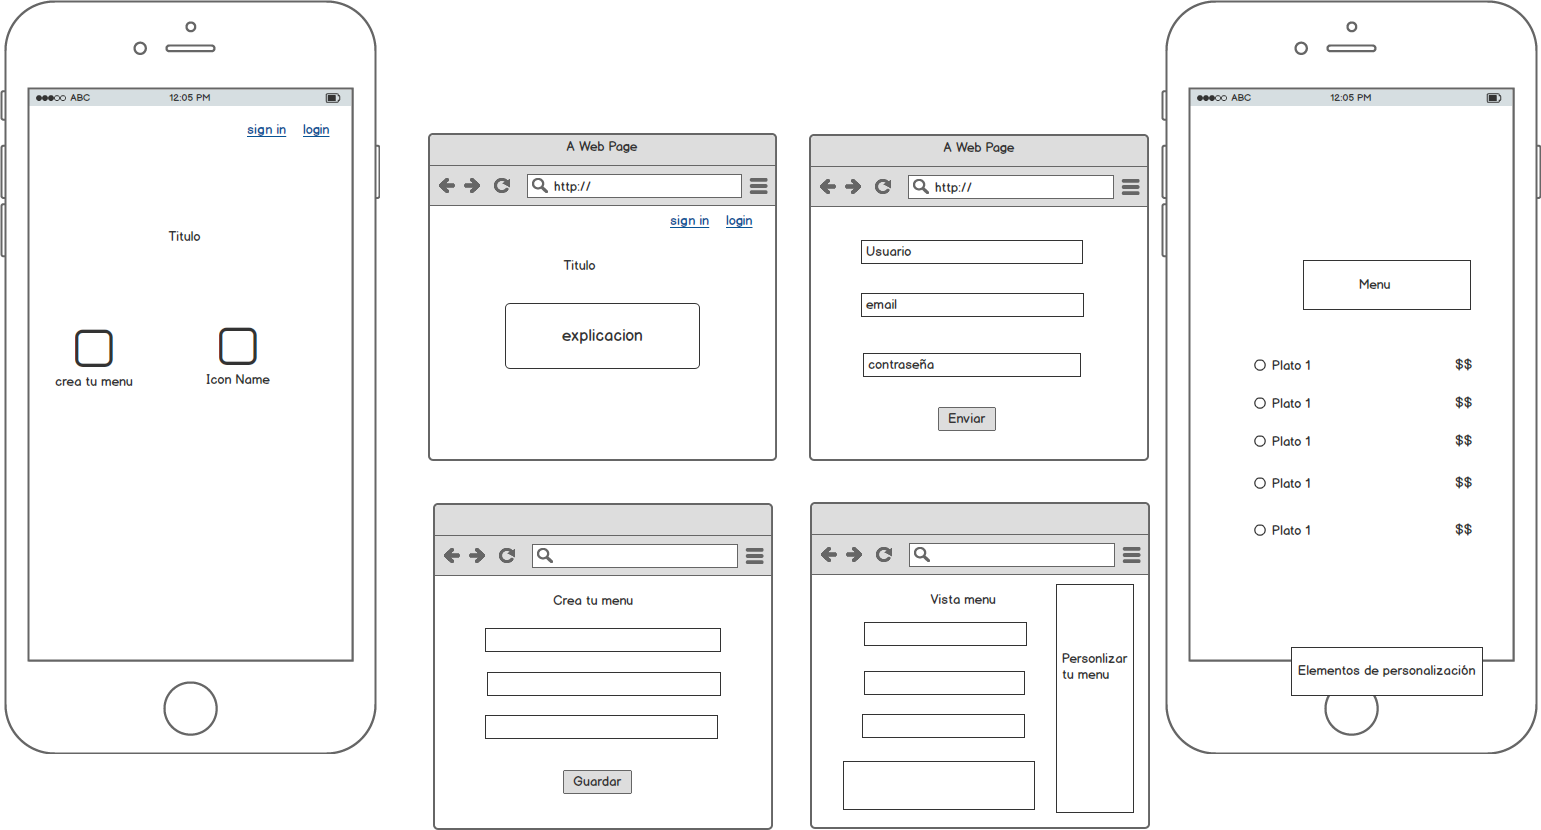 ABC 12:05 PM
sign in login
Titulo
crea tu menu
Icon Name
A Web Page
http://
sign in login
Titulo
explicacion
A Web Page
http://
Usuario
email
contraseña
Enviar
Crea tu menu
Guardar
Vista menu
Personlizar
tu menu
ABC 12:05 PM
Menu
Plato 1 $$
Plato 1 $$
Plato 1 $$
Plato 1 $$
Plato 1 $$
Elementos de personalización